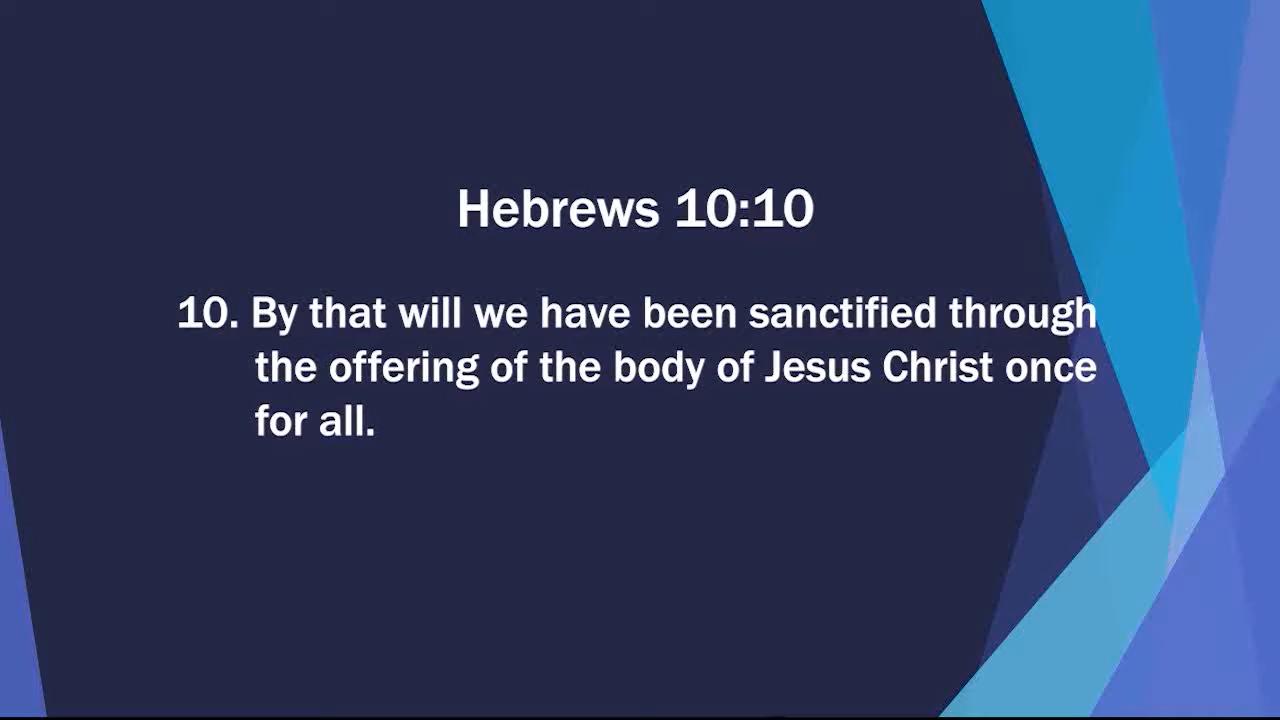 Hebrews 10:10
10. By that will we have been sanctified through
the offering of the body of Jesus Christ once
for all.